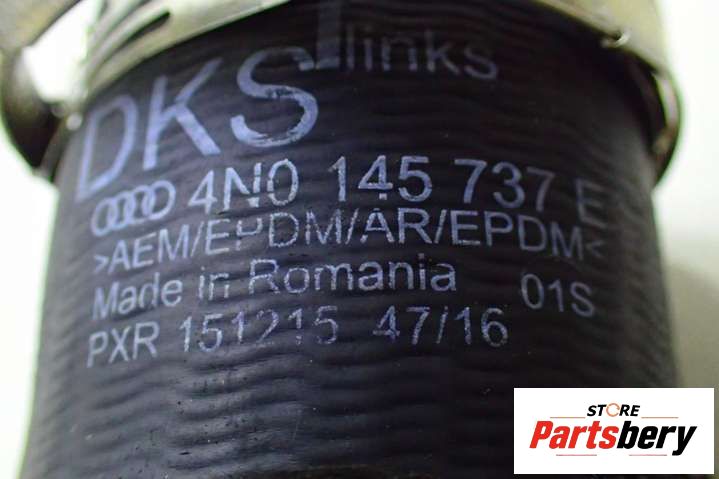 links
DKS
4N0 145 737 E
>AEM/EPDM/AR/EPDM<
Made in Romania 01S
PXR 151215 47/16
STORE
Partsbery